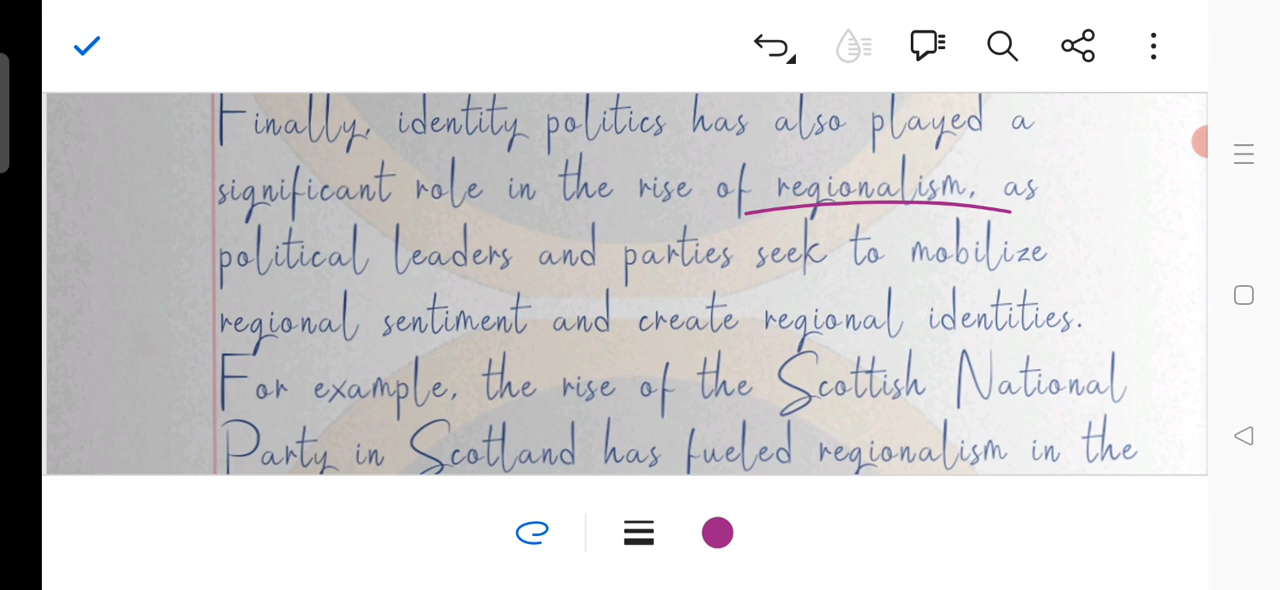 Finally, identity politics has also played a
significant role in the rise of regionalism, as
political leaders and parties seek to mobilize
regional sentiment and create regional identities.
For example, the rise of the Scottish National
Party in Scotland has fueled regionalism in the